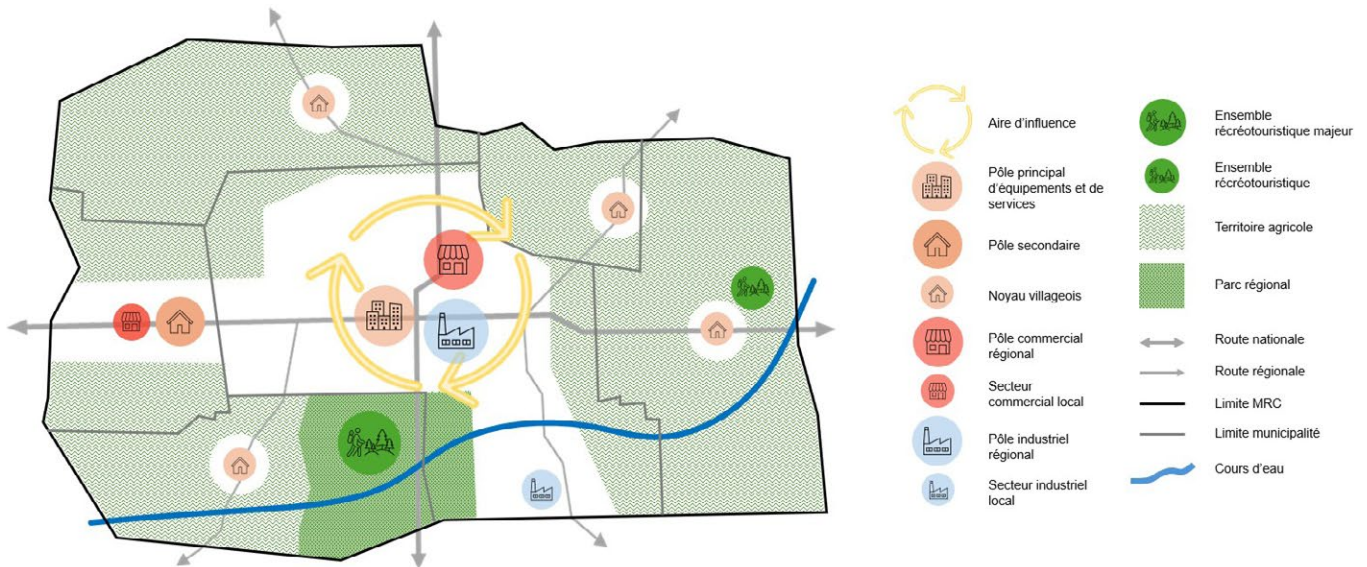 Aire d'influence
Pôle principal
d'équipements et de
services
Pôle secondaire
Noyau villageois
Pôle commercial
régional
Secteur
commercial local
Pôle industriel
régional
Secteur industriel
local
Ensemble
récréotouristique majeur
Ensemble
récréotouristique
Territoire agricole
Parc régional
Route nationale
Route régionale
Limite MRC
Limite municipalité
Cours d'eau